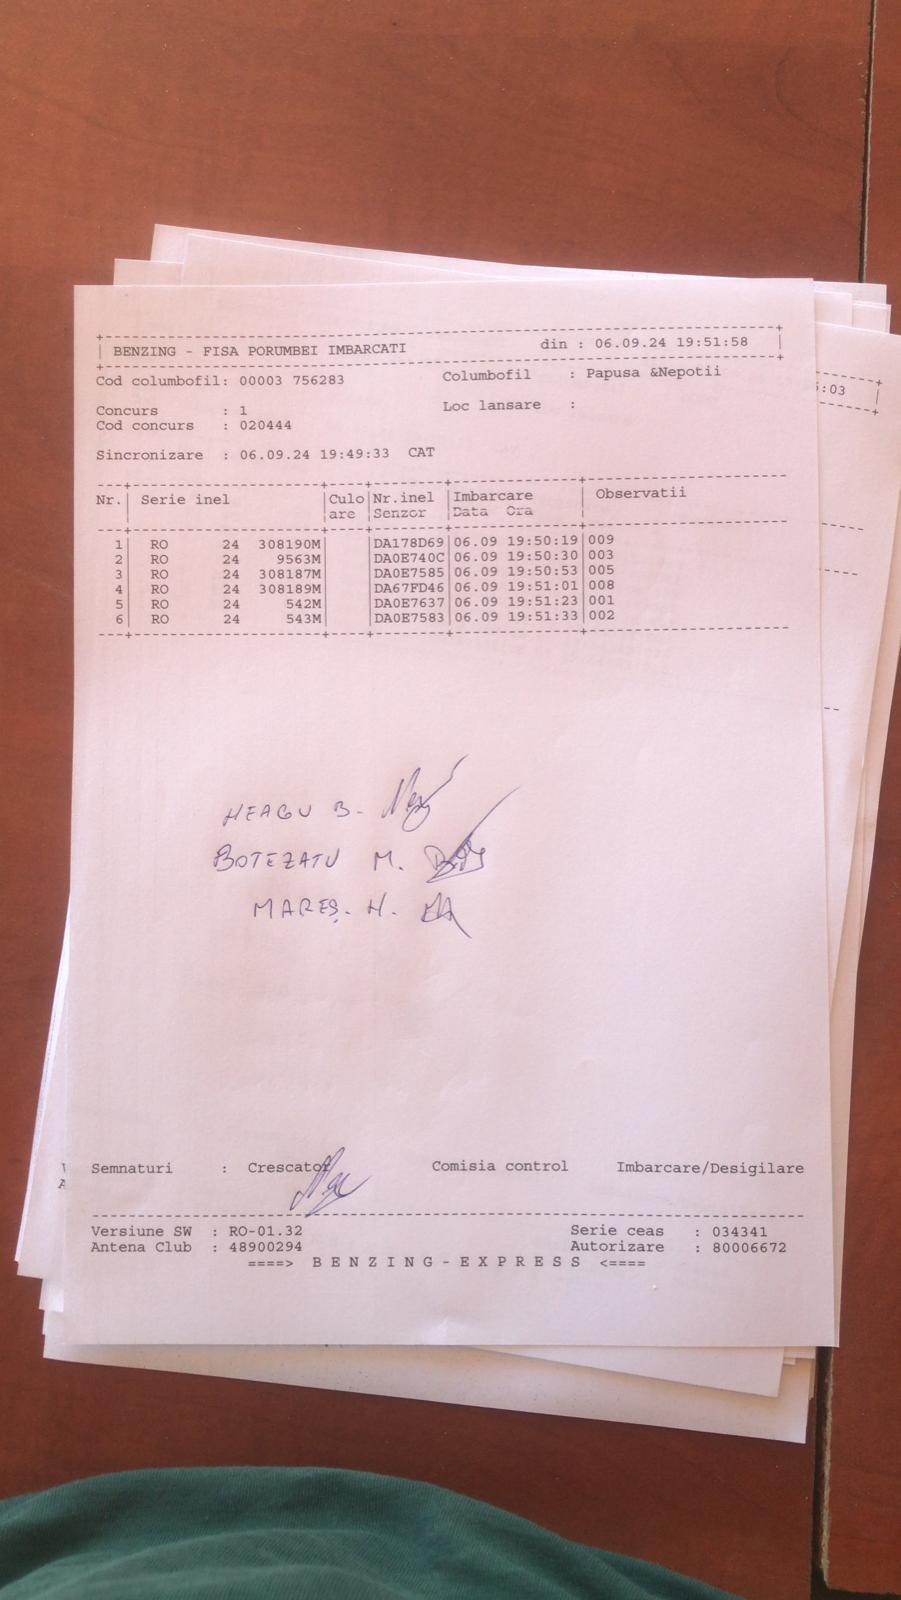 BENZING - FISA PORUMBEI IMBARCATI din : 06.09.24 19:51:58
Cod columbofil: 00003 756283 Columbofil : Papusa &Nepotii
Concurs : 1 Loc lansare :
Cod concurs : 020444
Sincronizare : 06.09.24 19:49:33 CAT
Nr. Serie inel Culo Nr.inel Imbarcare Observatii
are Senzor Data Ora
1 RO 24 308190M DA178D69 06.09 19:50:19 009
2 RO 24 9563M DA0E740C 06.09 19:50:30 003
3 RO 24 308187M DA0E7585 06.09 19:50:53 005
4 RO 24 308189M DA67FD46 06.09 19:51:01 008
5 RO 24 542M DA0E7637 06.09 19:51:23 001
6 RO 24 543M DA0E7583 06.09 19:51:33 002
NEAGU B.
BOTEZATU M.
MAREȘ. H.
Semnaturi : Crescator Comisia control Imbarcare/Desigilare
Versiune SW : RO-01.32 Serie ceas : 034341
Antena Club : 48900294 Autorizare : 80006672
====> BENZING-EXPRESS <====